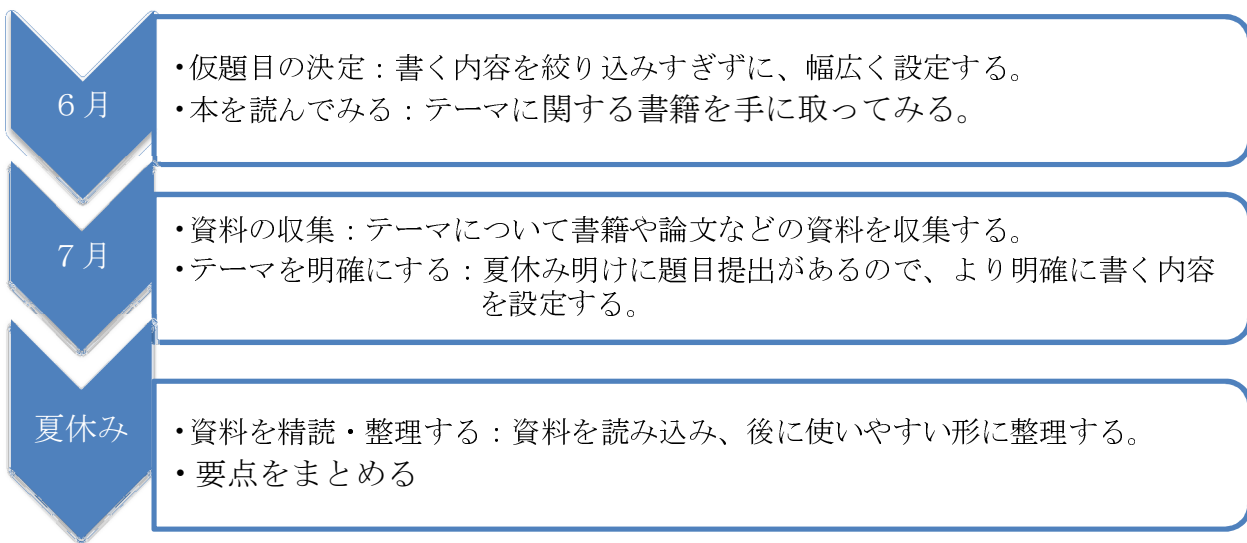 6月
・仮題目の決定：書く内容を絞り込みすぎずに、幅広く設定する。
・本を読んでみる：テーマに関する書籍を手に取ってみる。
7月
・資料の収集：テーマについて書籍や論文などの資料を収集する。
・テーマを明確にする：夏休み明けに題目提出があるので、より明確に書く内容
を設定する。
夏休み
・資料を精読・整理する：資料を読み込み、後に使いやすい形に整理する。
・要点をまとめる